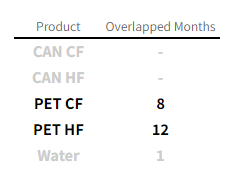 Product Overlapped Months
CAN CF -
CAN HF -
PET CF 8
PET HF 12
Water 1